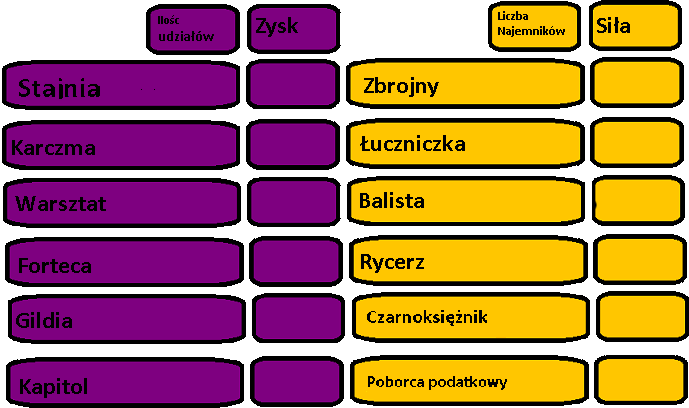 Ilość
udziałów
Zysk
Liczba
Najemników
Siła
Stajnia
Zbrojny
Karczma
Łuczniczka
Warsztat
Balista
Forteca
Rycerz
Gildia
Czarnoksiężnik
Kapitol
Poborca podatkowy